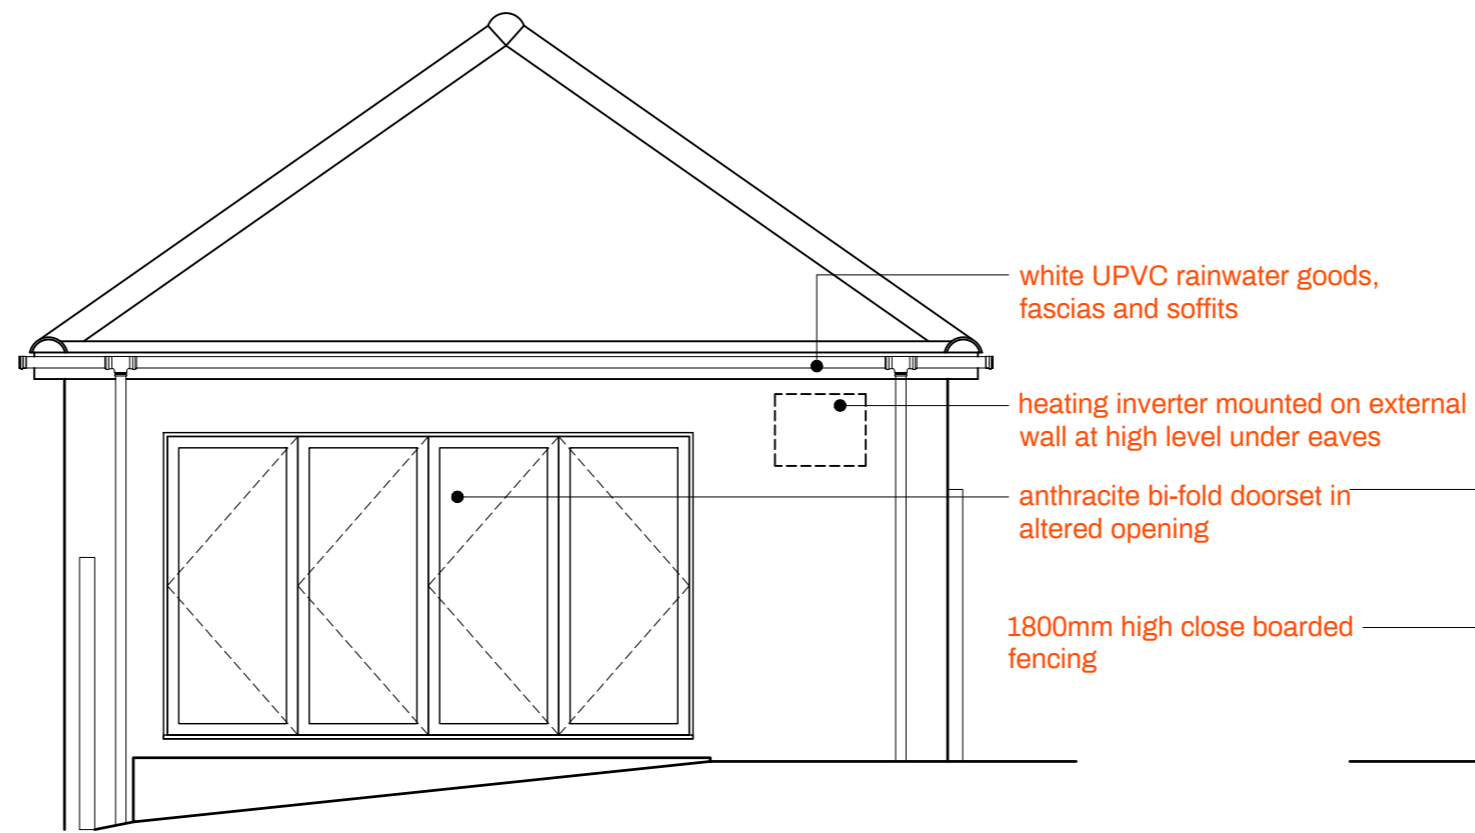 white UPVC rainwater goods,
fascias and soffits
heating inverter mounted on external
wall at high level under eaves
anthracite bi-fold doorset in
altered opening
1800mm high close boarded
fencing